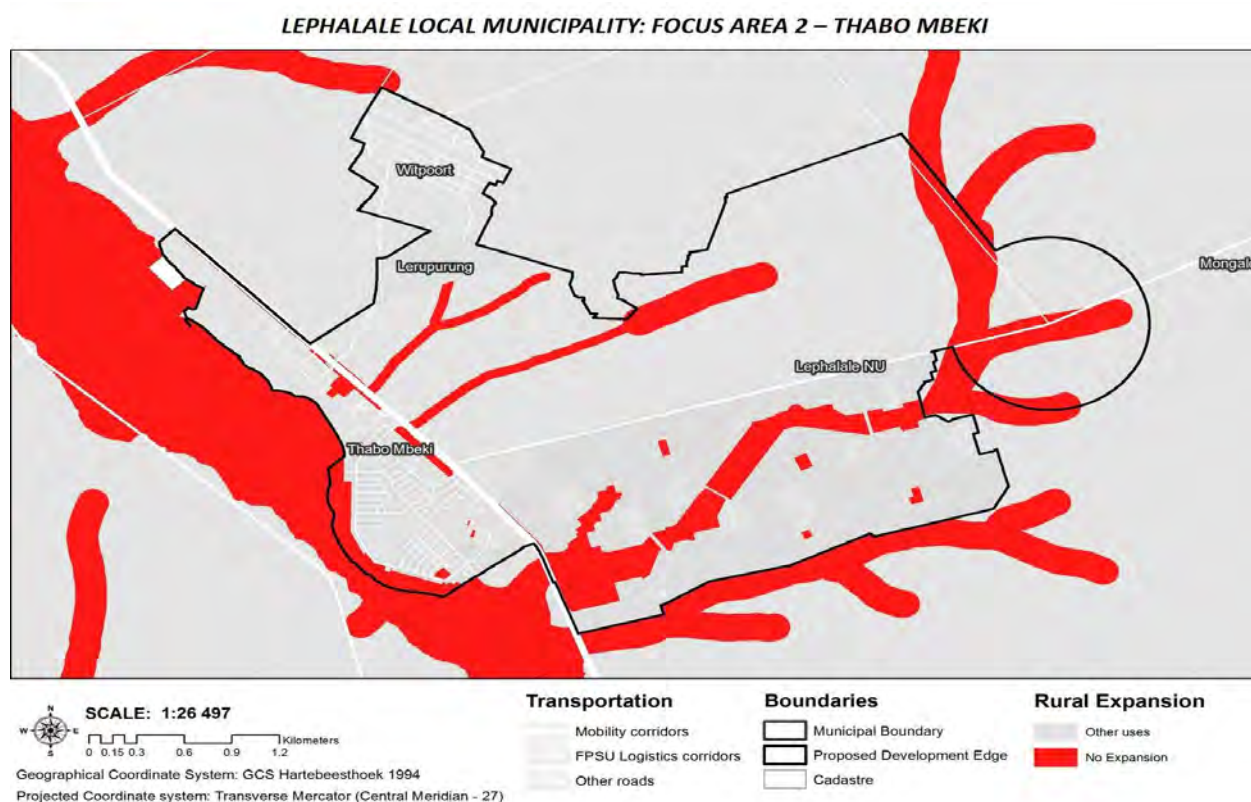 LEPHALALE LOCAL MUNICIPALITY: FOCUS AREA 2 – THABO MBEKI
Witpoort
Lerupurung
Mongalo
Lephalale NU
Thabo Mbeki
N
W
E
S
SCALE: 1:26 497
0 0.15 0.3 0.6 0.9 1.2
Kilometers
Geographical Coordinate System: GCS Hartebeesthoek 1994
Projected Coordinate system: Transverse Mercator (Central Meridian - 27)
Transportation
Mobility corridors
FPSU Logistics corridors
Other roads
Boundaries
Municipal Boundary
Proposed Development Edge
Cadastre
Rural Expansion
Other uses
No Expansion